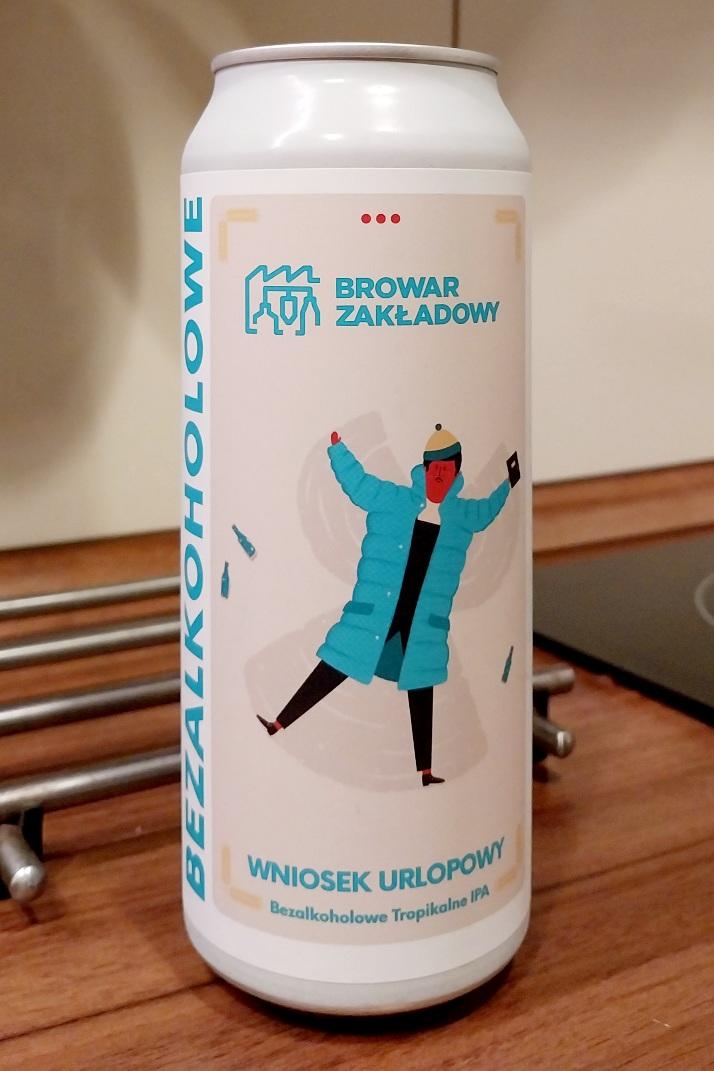 BEZALKOHOLOWE
BROWAR
ZAKŁADOWY
WNIOSEK URLOPOWY
Bezalkoholowe Tropikalne IPA